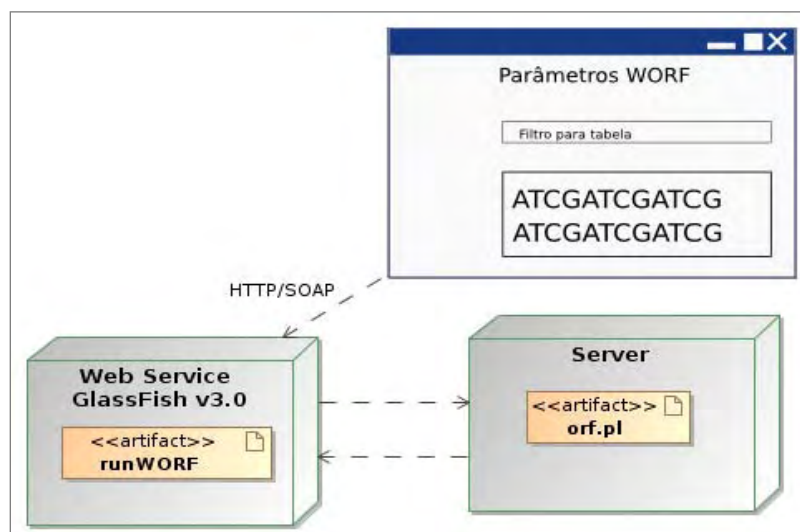 Parâmetros WORF
Filtro para tabela
ATCGATCGATCG
ATCGATCGATCG
HTTP/SOAP
Web Service
GlassFish v3.0
<<artifact>>
runWORF
Server
<<artifact>>
orf.pl